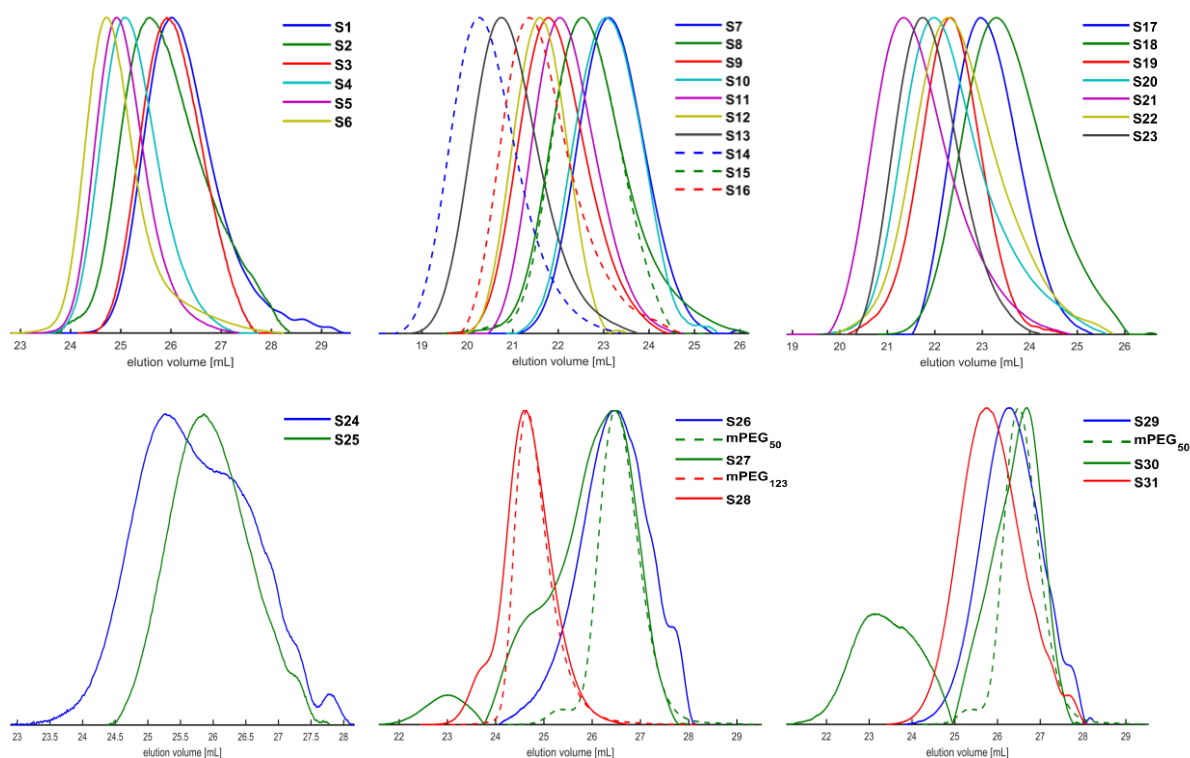 S1
S2
S3
S4
S5
S6
23 24 25 26 27 28 29
elution volume [mL]
S7
S8
S9
S10
S11
S12
S13
S14
S15
S16
19 20 21 22 23 24 25 26
elution volume [mL]
S17
S18
S19
S20
S21
S22
S23
19 20 21 22 23 24 25 26
elution volume [mL]
S24
S25
23 23.5 24 24.5 25 25.5 26 26.5 27 27.5 28
elution volume [mL]
S26
mPEG50
S27
mPEG123
S28
22 23 24 25 26 27 28 29
elution volume [mL]
S29
mPEG50
S30
S31
22 23 24 25 26 27 28 29
elution volume [mL]